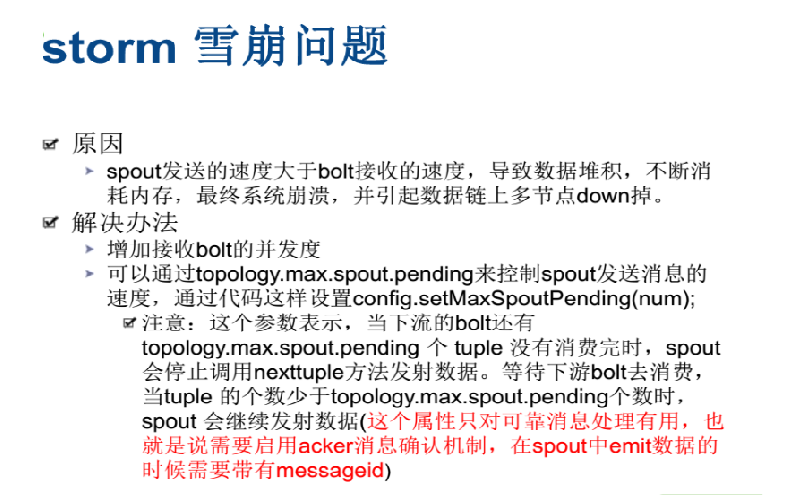 storm 雪崩问题
原因
spout发送的速度大于bolt接收的速度，导致数据堆积，不断消
耗内存，最终系统崩溃，并引起数据链上多节点down掉。
解决办法
增加接收bolt的并发度
可以通过topology.max.spout.pending来控制spout发送消息的
速度，通过代码这样设置config.setMaxSpoutPending(num);
注意：这个参数表示，当下流的bolt还有
topology.max.spout.pending 个 tuple 没有消费完时，spout
会停止调用nexttuple方法发射数据。等待下游bolt去消费，
当tuple 的个数少于topology.max.spout.pending个数时，
spout 会继续发射数据(这个属性只对可靠消息处理有用，也
就是说需要启用acker消息确认机制，在spout中emit数据的
时候需要带有messageid)